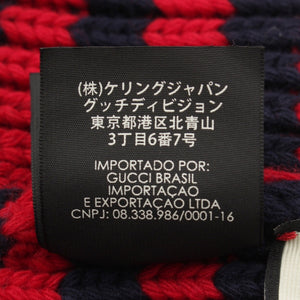 (株)ケリングジャパン
グッチディビジョン
東京都港区北青山
3丁目6番7号
IMPORTADO POR:
GUCCI BRASIL
IMPORTAÇAO
E EXPORTAÇAO LTDA
CNPJ: 08.338.986/0001-16